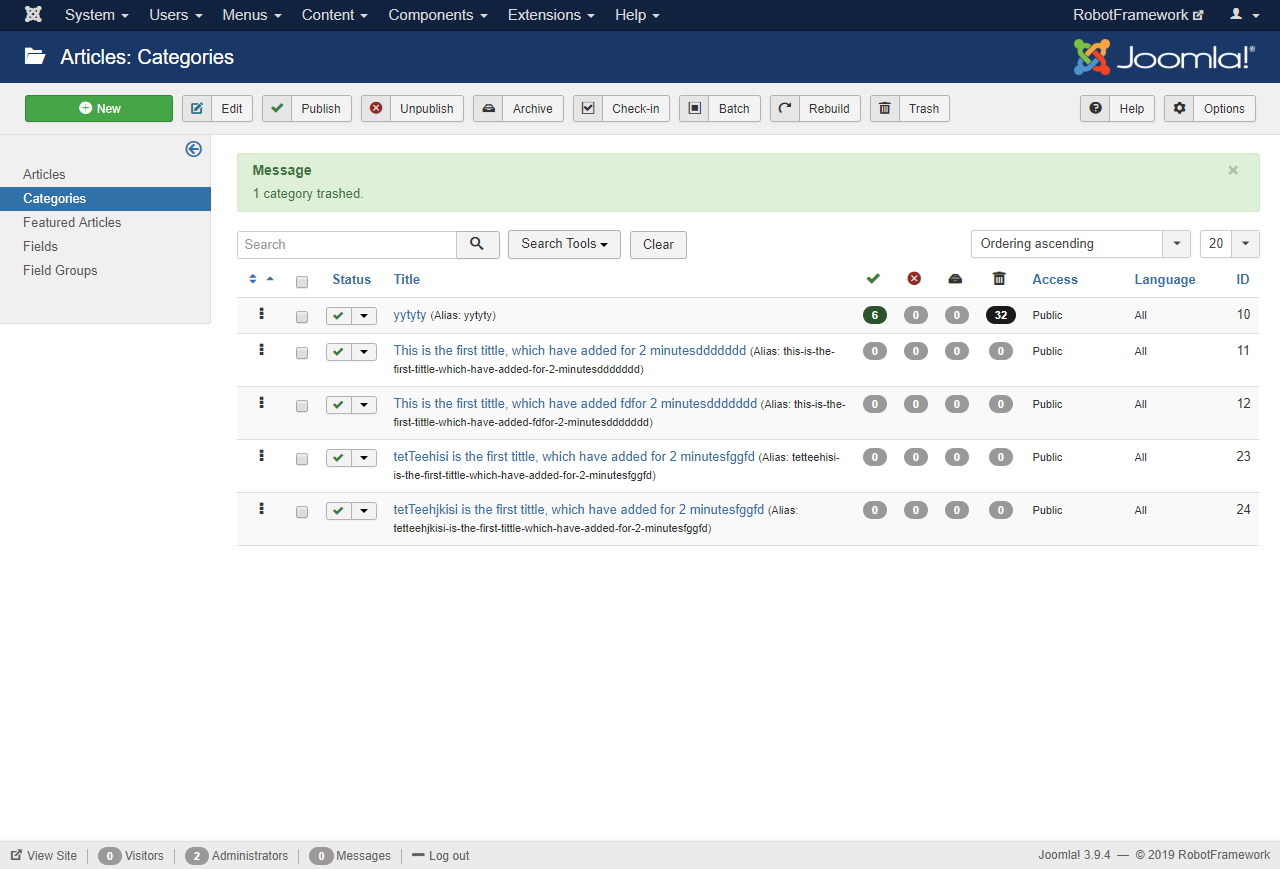 System Users Menus Content Components Extensions Help RobotFramework
Articles: Categories Joomla!®
New Edit Publish Unpublish Archive Check-in Batch Rebuild Trash Help Options
Articles
Categories
Featured Articles
Fields
Field Groups
Message ×
1 category trashed.
Search Search Tools Clear Ordering ascending 20
Status Title Access Language ID
yytyty (Alias: yytyty) 6 0 0 32 Public All 10
This is the first tittle, which have added for 2 minutesddddddd (Alias: this-is-the- 0 0 0 0 Public All 11
first-tittle-which-have-added-for-2-minutesddddddd)
This is the first tittle, which have added fdfor 2 minutesddddddd (Alias: this-is-the- 0 0 0 0 Public All 12
first-tittle-which-have-added-fdfor-2-minutesddddddd)
tetTeehisi is the first tittle, which have added for 2 minutesfggfd (Alias: tetteehisi- 0 0 0 0 Public All 23
is-the-first-tittle-which-have-added-for-2-minutesfggfd)
tetTeehjkisi is the first tittle, which have added for 2 minutesfggfd (Alias: 0 0 0 0 Public All 24
tetteehjkisi-is-the-first-tittle-which-have-added-for-2-minutesfggfd)
View Site 0 Visitors 2 Administrators 0 Messages Log out Joomla! 3.9.4 — © 2019 RobotFramework